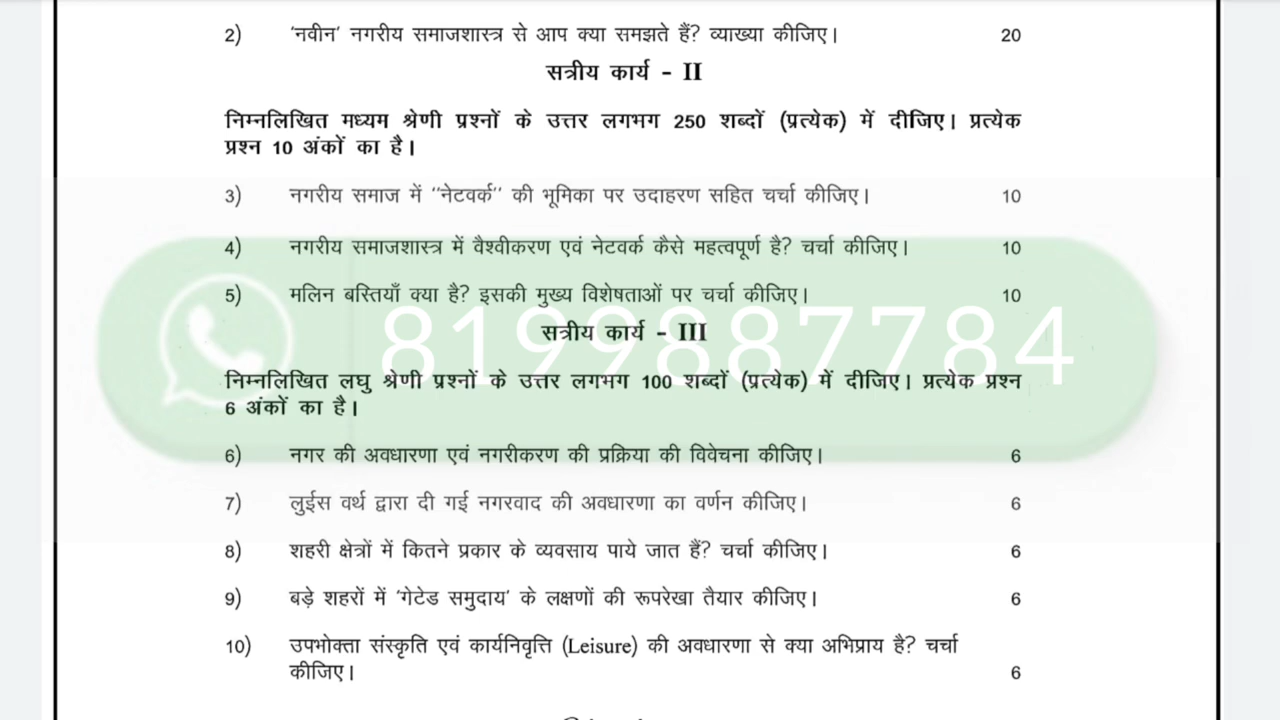 2) ‘नवीन’ नगरीय समाजशास्त्र से आप क्या समझते हैं? व्याख्या कीजिए। 20
सत्रीय कार्य - II
निम्नलिखित मध्यम श्रेणी प्रश्नों के उत्तर लगभग 250 शब्दों (प्रत्येक) में दीजिए। प्रत्येक
प्रश्न 10 अंकों का है।
3) नगरीय समाज में ‘‘नेटवर्क’’ की भूमिका पर उदाहरण सहित चर्चा कीजिए। 10
4) नगरीय समाजशास्त्र में वैश्वीकरण एवं नेटवर्क कैसे महत्वपूर्ण है? चर्चा कीजिए। 10
5) मलिन बस्तियाँ क्या है? इसकी मुख्य विशेषताओं पर चर्चा कीजिए। 10
8199887784
सत्रीय कार्य - III
निम्नलिखित लघु श्रेणी प्रश्नों के उत्तर लगभग 100 शब्दों (प्रत्येक) में दीजिए। प्रत्येक प्रश्न
6 अंकों का है।
6) नगर की अवधारणा एवं नगरीकरण की प्रक्रिया की विवेचना कीजिए। 6
7) लुईस वर्थ द्वारा दी गई नगरवाद की अवधारणा का वर्णन कीजिए। 6
8) शहरी क्षेत्रों में कितने प्रकार के व्यवसाय पाये जात हैं? चर्चा कीजिए। 6
9) बड़े शहरों में ‘गेटेड समुदाय’ के लक्षणों की रूपरेखा तैयार कीजिए। 6
10) उपभोक्ता संस्कृति एवं कार्यनिवृत्ति (Leisure) की अवधारणा से क्या अभिप्राय है? चर्चा
कीजिए। 6